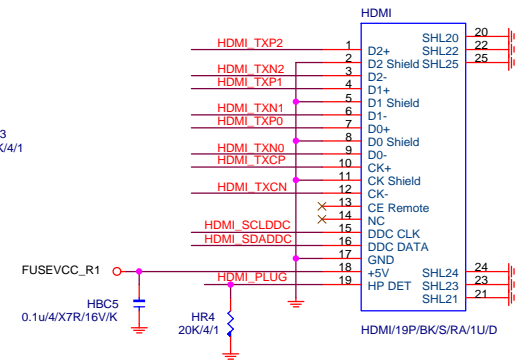 HDMI
HDMI_TXP2 1 D2+ SHL20 20
2 D2 Shield SHL22 22
HDMI_TXN2 3 D2- SHL25 25
HDMI_TXP1 4 D1+
5 D1 Shield
HDMI_TXN1 6 D1-
HDMI_TXP0 7 D0+
8 D0 Shield
HDMI_TXN0 9 D0-
HDMI_TXCP 10 CK+
11 CK Shield
HDMI_TXCN 12 CK-
13 CE Remote
14 NC
HDMI_SCLDDC 15 DDC CLK
HDMI_SDADDC 16 DDC DATA
17 GND
FUSEVCC_R1 18 +5V SHL24 24
HDMI_PLUG 19 HP DET SHL23 23
SHL21 21
HDMI/19P/BK/S/RA/1U/D
3
/4/1
HBC5
0.1u/4/X7R/16V/K
HR4
20K/4/1